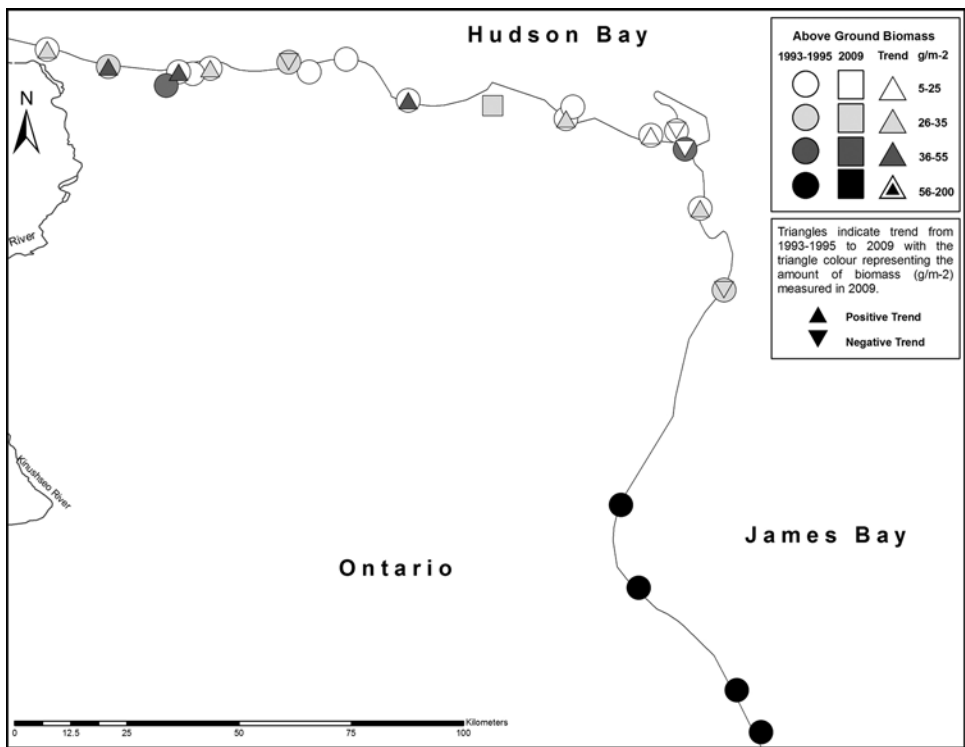 Hudson Bay
N
River
Kinushseo River
Ontario
James Bay
0 12.5 25 50 75 100
Kilometers
Above Ground Biomass
1993-1995 2009 Trend g/m-2
5-25
26-35
36-55
56-200
Triangles indicate trend from
1993-1995 to 2009 with the
triangle colour representing the
amount of biomass (g/m-2)
measured in 2009.
Positive Trend
Negative Trend